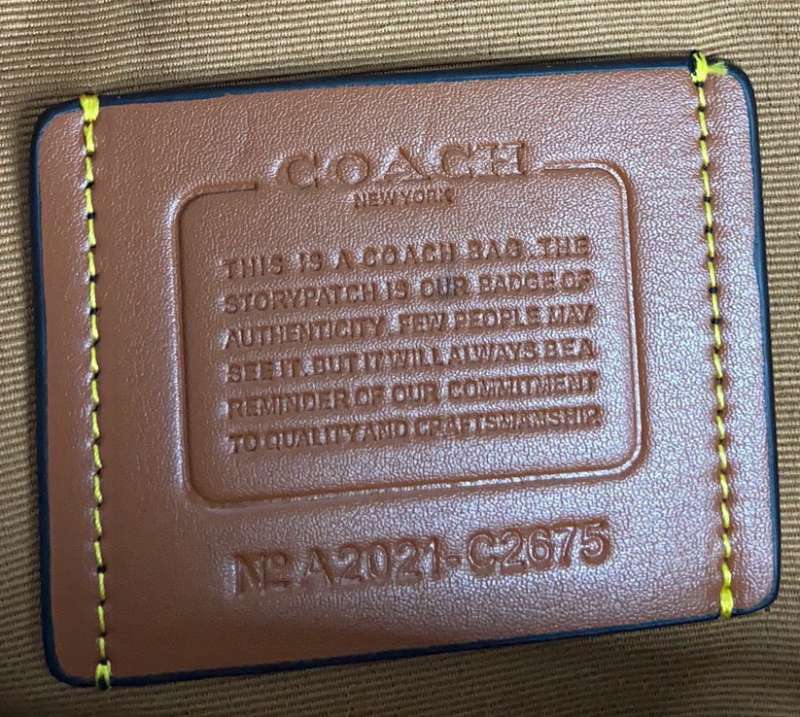 COACH
NEW YORK
THIS IS A COACH BAG. THE
STORYPATCH IS OUR BADGE OF
AUTHENTICITY. FEW PEOPLE MAY
SEE IT. BUT IT WILL ALWAYS BE A
REMINDER OF OUR COMMITMENT
TO QUALITY AND CRAFTSMANSHIP.
Nº A2021-C2675